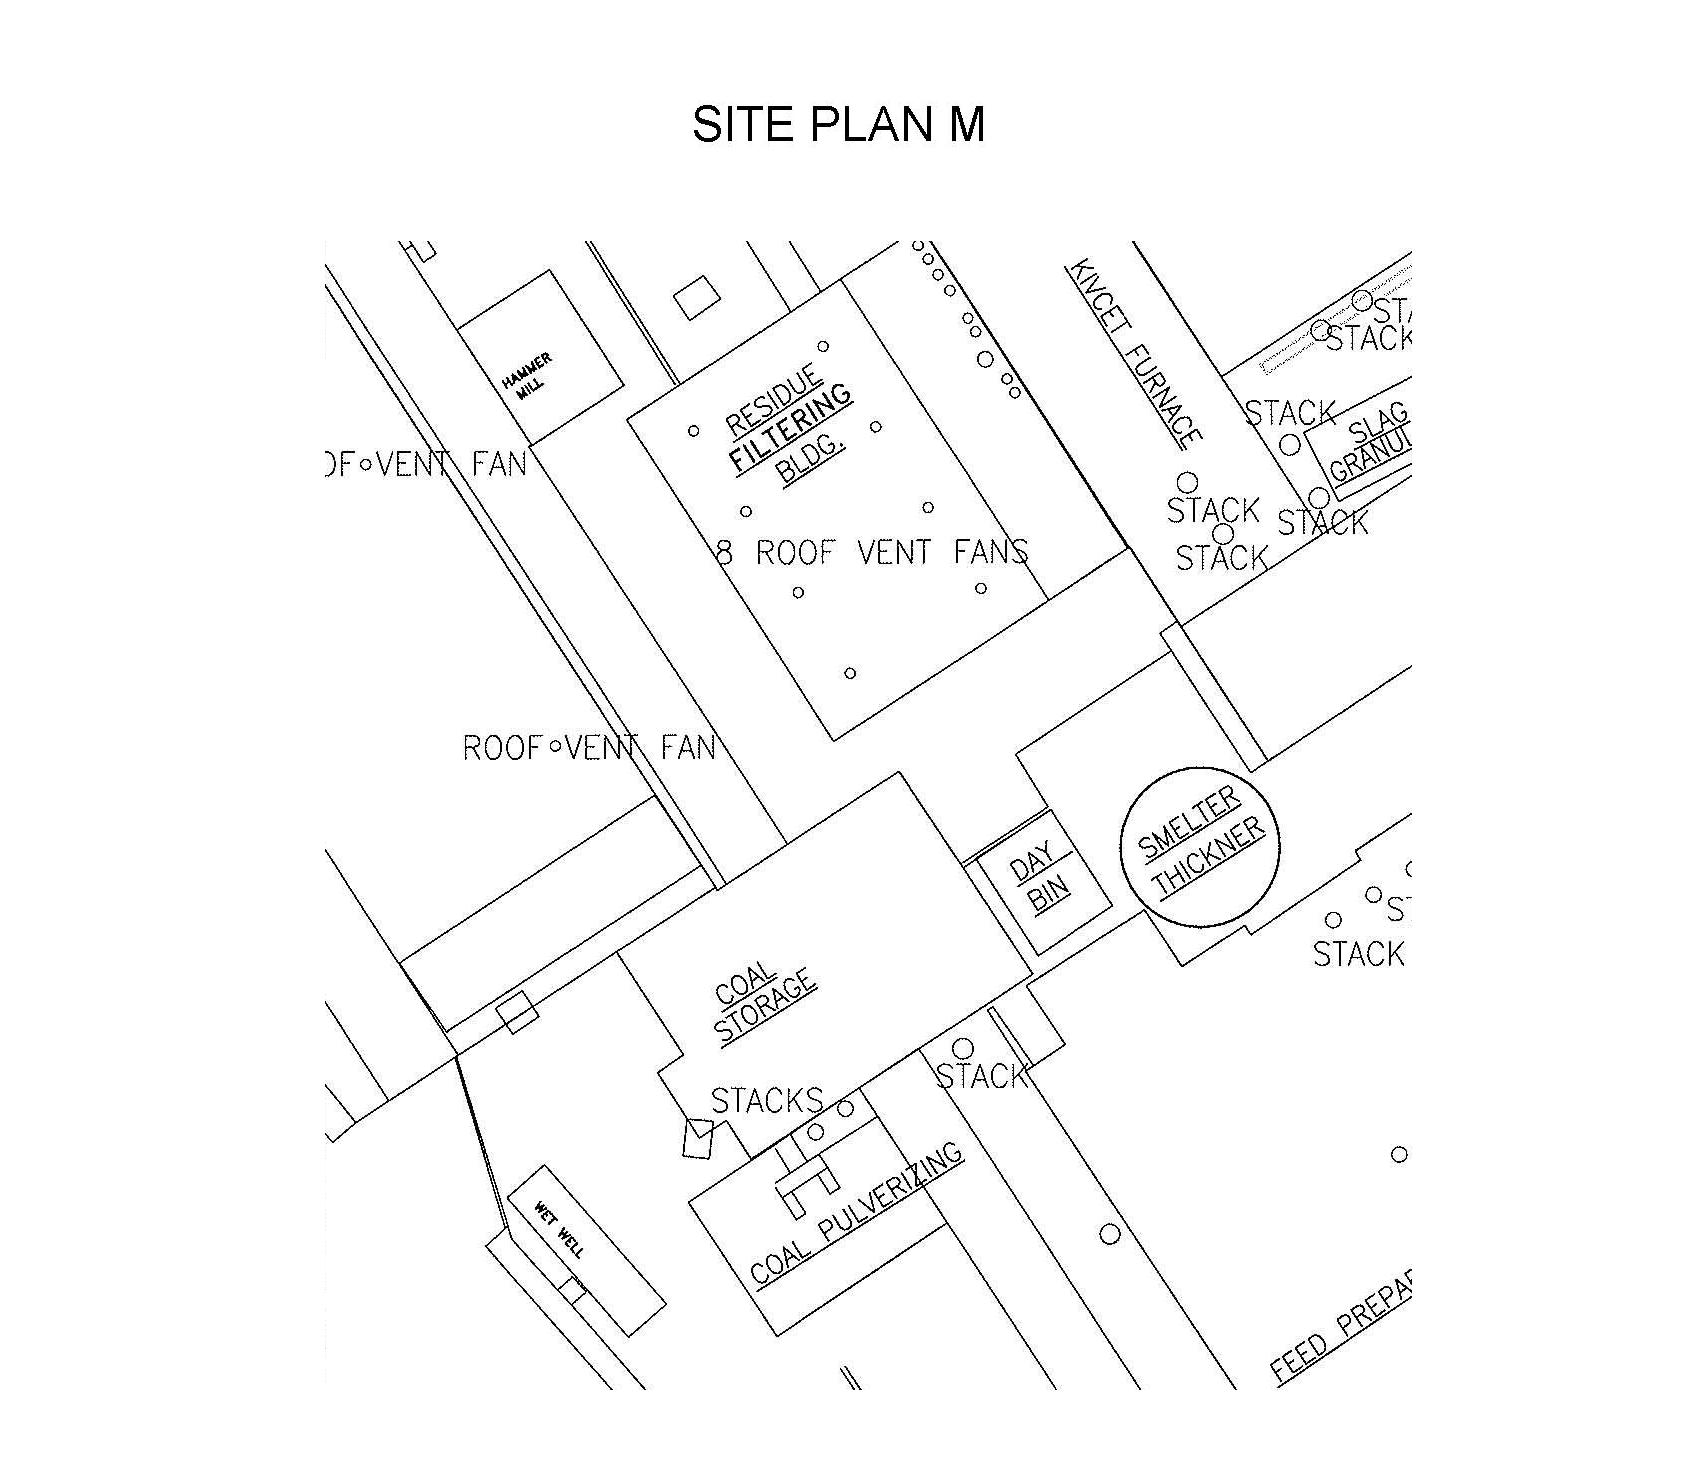 SITE PLAN M
KIVCET FURNACE
STACK
HAMMER
MILL
RESIDUE
FILTERING
BLDG.
STACK
SLAG
VENT FAN
STACK
STACK
STACK
8 ROOF VENT FANS
ROOF VENT FAN
SMELTER
THICKNER
DAY
BIN
STACK
COAL
STORAGE
STACK
STACKS
COAL PULVERIZING
WET WELL
FEED